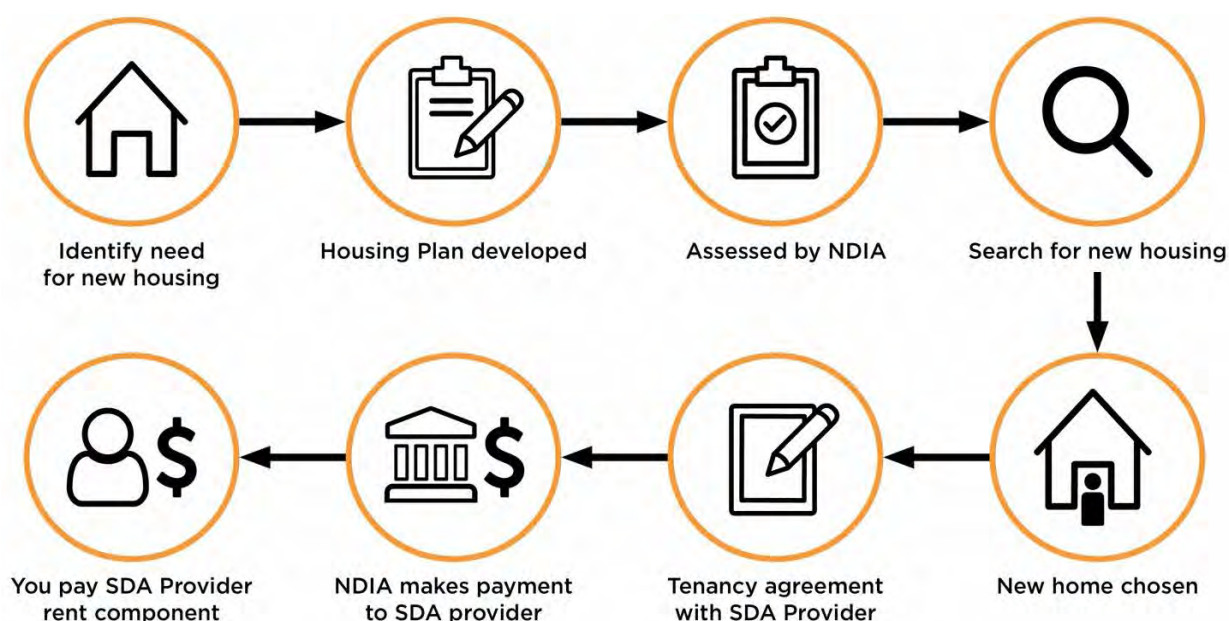 Identify need
for new housing
Housing Plan developed
Assessed by NDIA
Search for new housing
New home chosen
Tenancy agreement
with SDA Provider
NDIA makes payment
to SDA provider
You pay SDA Provider
rent component